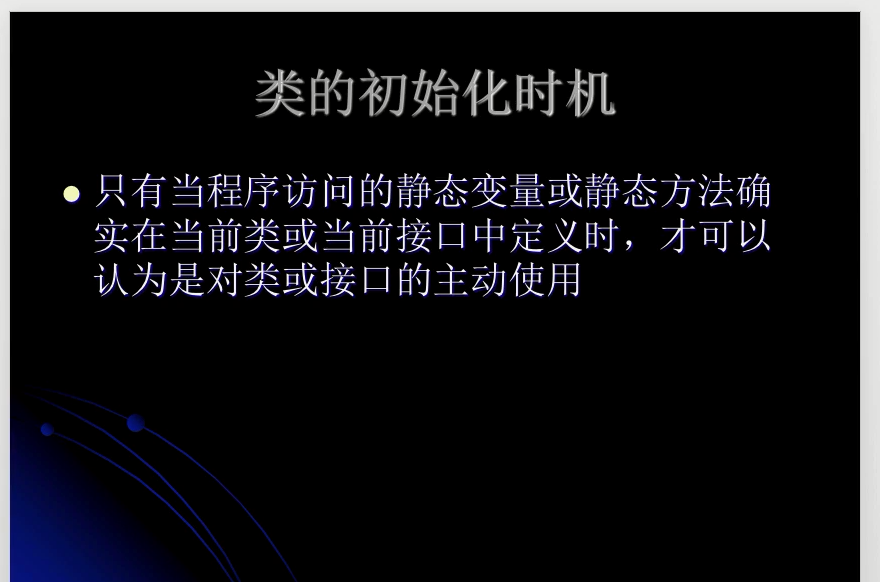 类的初始化时机
只有当程序访问的静态变量或静态方法确
实在当前类或当前接口中定义时，才可以
认为是对类或接口的主动使用